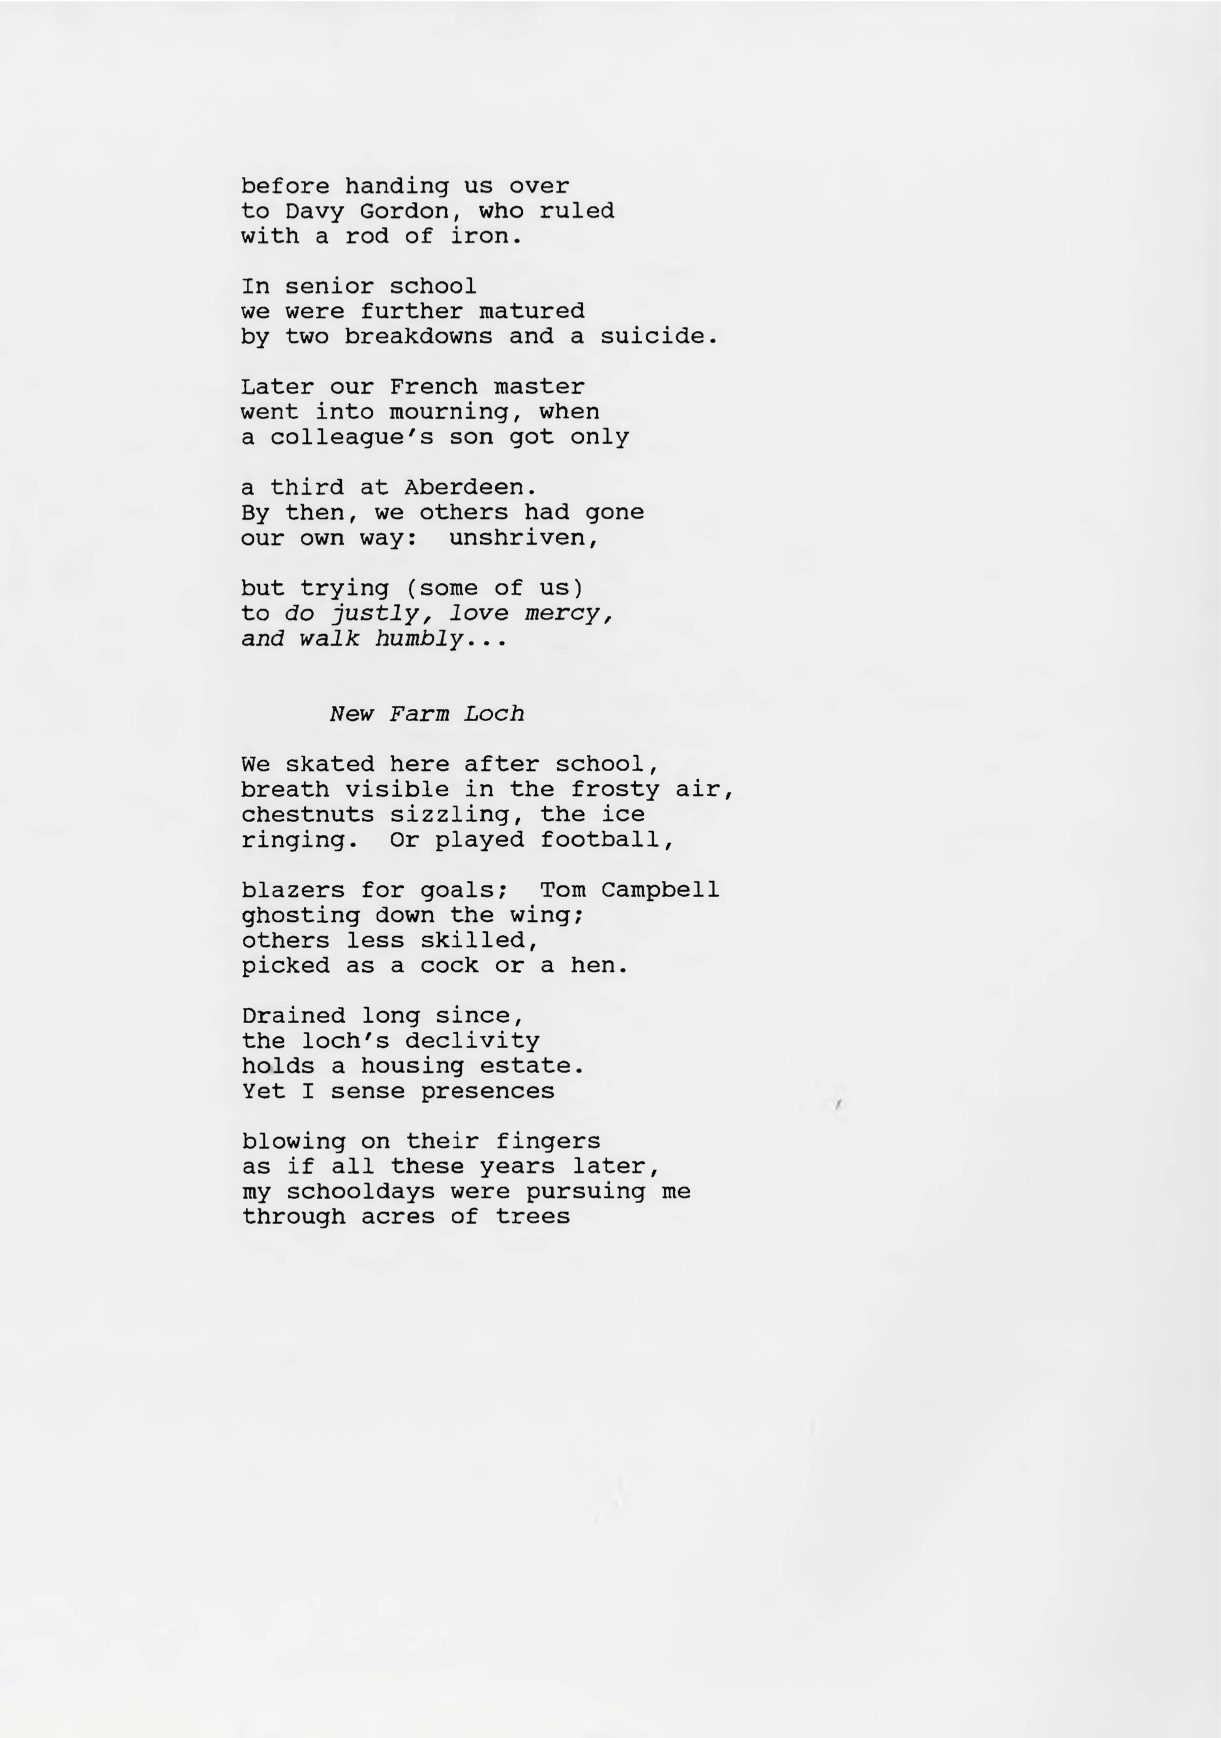 before handing us over
to Davy Gordon, who ruled
with a rod of iron.

In senior school
we were further matured
by two breakdowns and a suicide.

Later our French master
went into mourning, when
a colleague's son got only

a third at Aberdeen.
By then, we others had gone
our own way:  unshriven,

but trying (some of us)
to do justly, love mercy,
and walk humbly...

New Farm Loch

We skated here after school,
breath visible in the frosty air,
chestnuts sizzling, the ice
ringing.  Or played football,

blazers for goals;  Tom Campbell
ghosting down the wing;
others less skilled,
picked as a cock or a hen.

Drained long since,
the loch's declivity
holds a housing estate.
Yet I sense presences

blowing on their fingers
as if all these years later,
my schooldays were pursuing me
through acres of trees